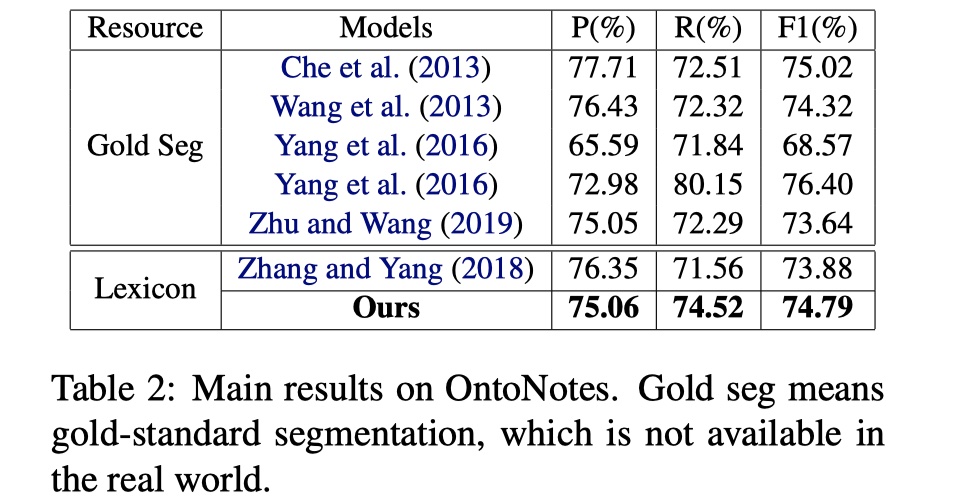 Resource Models P(%) R(%) F1(%)
Che et al. (2013) 77.71 72.51 75.02
Wang et al. (2013) 76.43 72.32 74.32
Gold Seg Yang et al. (2016) 65.59 71.84 68.57
Yang et al. (2016) 72.98 80.15 76.40
Zhu and Wang (2019) 75.05 72.29 73.64
Lexicon Zhang and Yang (2018) 76.35 71.56 73.88
Ours 75.06 74.52 74.79
Table 2: Main results on OntoNotes. Gold seg means
gold-standard segmentation, which is not available in
the real world.